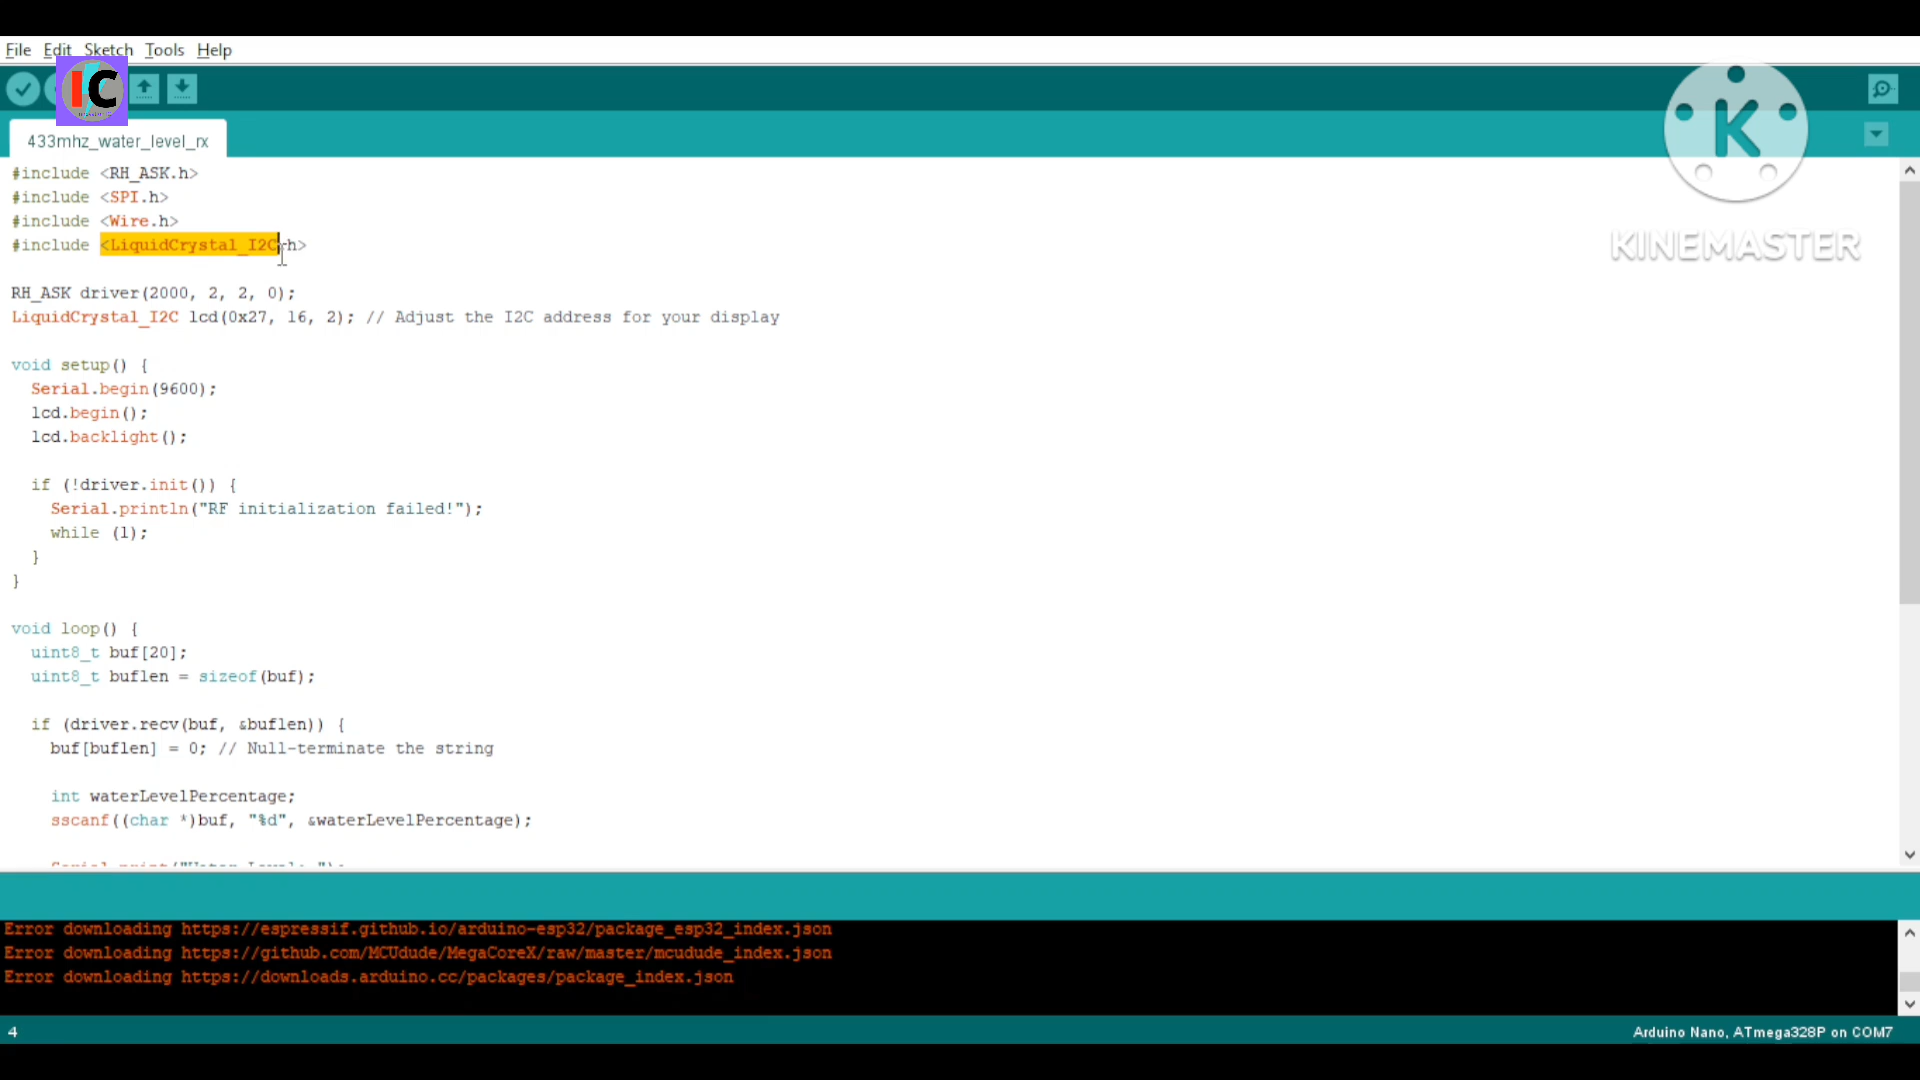 File Edit Sketch Tools Help
IC
K
KINEMASTER
433mhz_water_level_rx
#include <RH_ASK.h>
#include <SPI.h>
#include <Wire.h>
#include <LiquidCrystal_I2C.h>
RH_ASK driver(2000, 2, 2, 0);
LiquidCrystal_I2C lcd(0x27, 16, 2); // Adjust the I2C address for your display
void setup() {
Serial.begin(9600);
lcd.begin();
lcd.backlight();
if (!driver.init()) {
Serial.println("RF initialization failed!");
while (1);
}
}
void loop() {
uint8_t buf[20];
uint8_t buflen = sizeof(buf);
if (driver.recv(buf, &buflen)) {
buf[buflen] = 0; // Null-terminate the string
int waterLevelPercentage;
sscanf((char *)buf, "%d", &waterLevelPercentage);
Serial.print("Water Level: ");
Error downloading https://espressif.github.io/arduino-esp32/package_esp32_index.json
Error downloading https://github.com/MCUdude/MegaCoreX/raw/master/mcudude_index.json
Error downloading https://downloads.arduino.cc/packages/package_index.json
4
Arduino Nano, ATmega328P on COM7